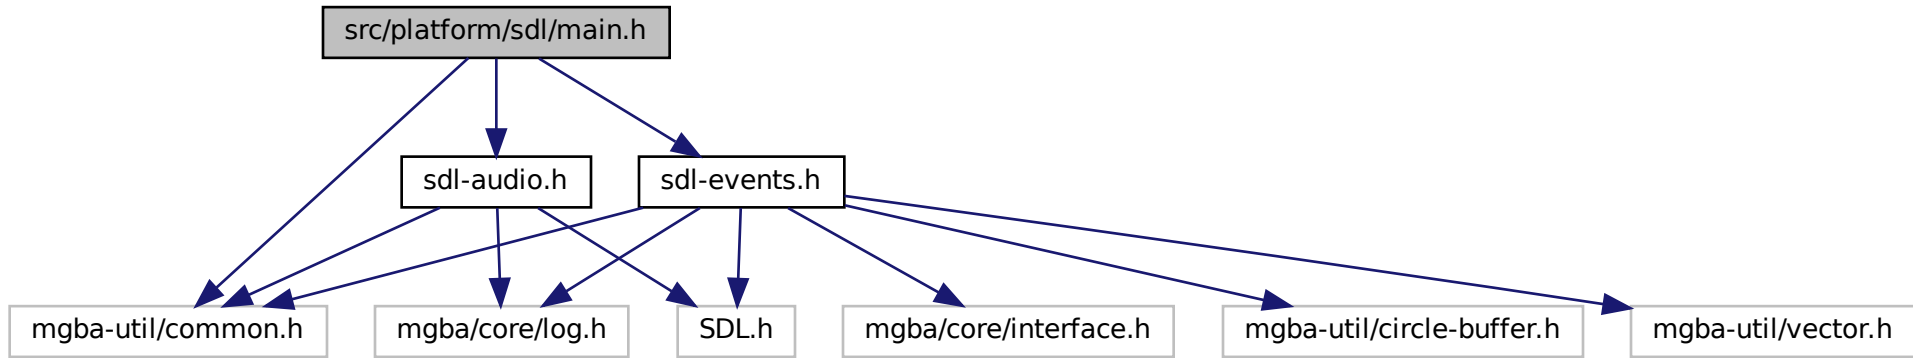 src/platform/sdl/main.h
sdl-audio.h
sdl-events.h
mgba-util/common.h
mgba/core/log.h
SDL.h
mgba/core/interface.h
mgba-util/circle-buffer.h
mgba-util/vector.h